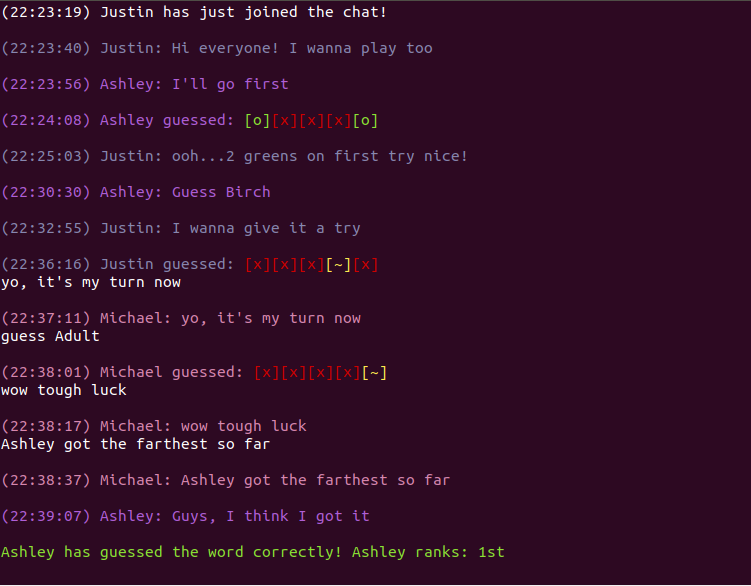 (22:23:19) Justin has just joined the chat!
(22:23:40) Justin: Hi everyone! I wanna play too
(22:23:56) Ashley: I'll go first
(22:24:08) Ashley guessed: [o][x][x][x][o]
(22:25:03) Justin: ooh...2 greens on first try nice!
(22:30:30) Ashley: Guess Birch
(22:32:55) Justin: I wanna give it a try
(22:36:16) Justin guessed: [x][x][x][~][x]
yo, it's my turn now
(22:37:11) Michael: yo, it's my turn now
guess Adult
(22:38:01) Michael guessed: [x][x][x][x][~]
wow tough luck
(22:38:17) Michael: wow tough luck
Ashley got the farthest so far
(22:38:37) Michael: Ashley got the farthest so far
(22:39:07) Ashley: Guys, I think I got it
Ashley has guessed the word correctly! Ashley ranks: 1st